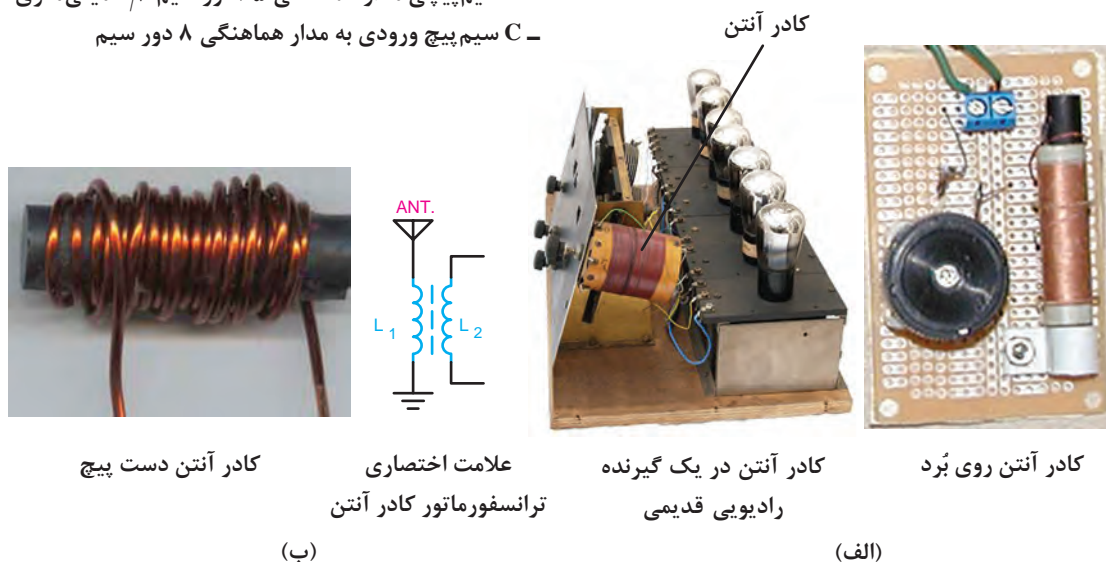 ـ C سیم‌پیچ ورودی به مدار هماهنگی ۸ دور سیم
کادر آنتن
ANT.
L1 L2
کادر آنتن روی بُرد
کادر آنتن در یک گیرنده
رادیویی قدیمی
علامت اختصاری
ترانسفورماتور کادر آنتن
کادر آنتن دست پیچ
(الف)
(ب)